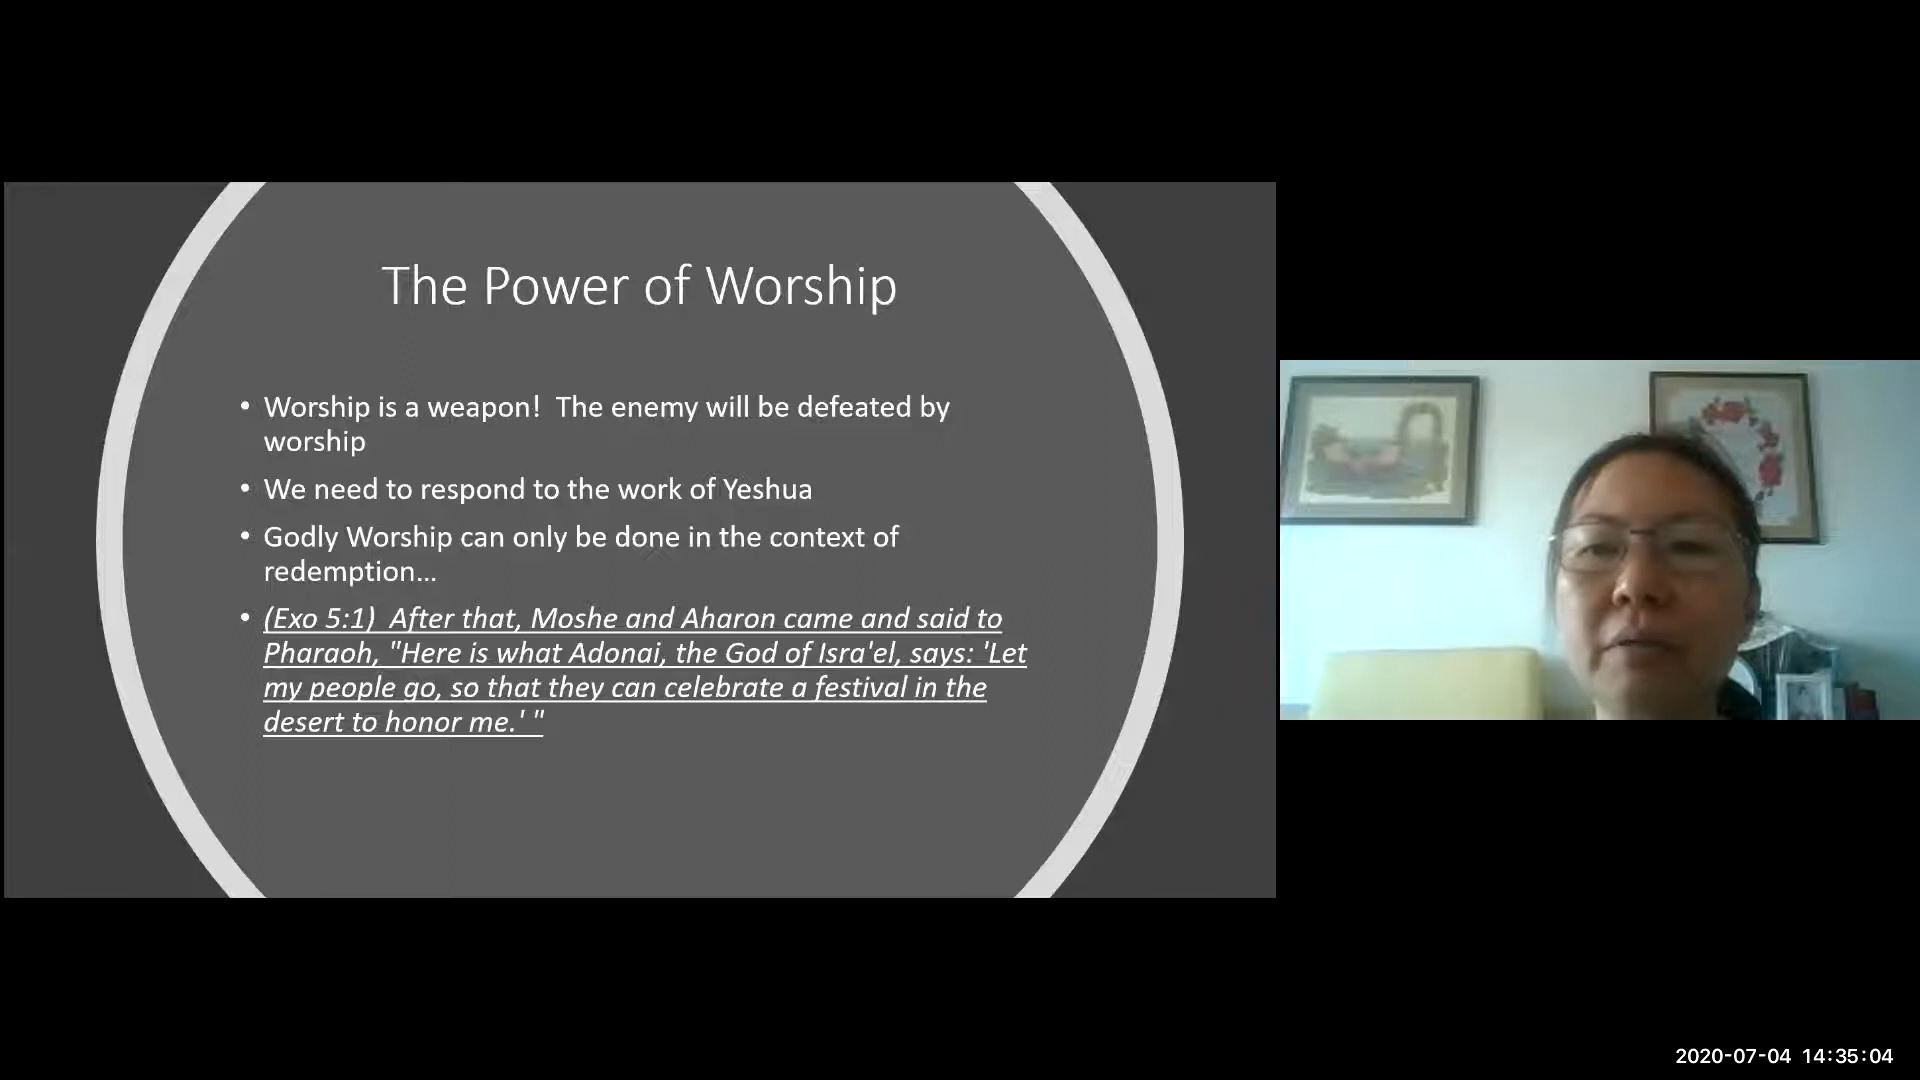 The Power of Worship
• Worship is a weapon!  The enemy will be defeated by
worship
• We need to respond to the work of Yeshua
• Godly Worship can only be done in the context of
redemption...
• (Exo 5:1)  After that, Moshe and Aharon came and said to
Pharaoh, "Here is what Adonai, the God of Isra'el, says: 'Let
my people go, so that they can celebrate a festival in the
desert to honor me.' "
2020-07-04 14:35:04